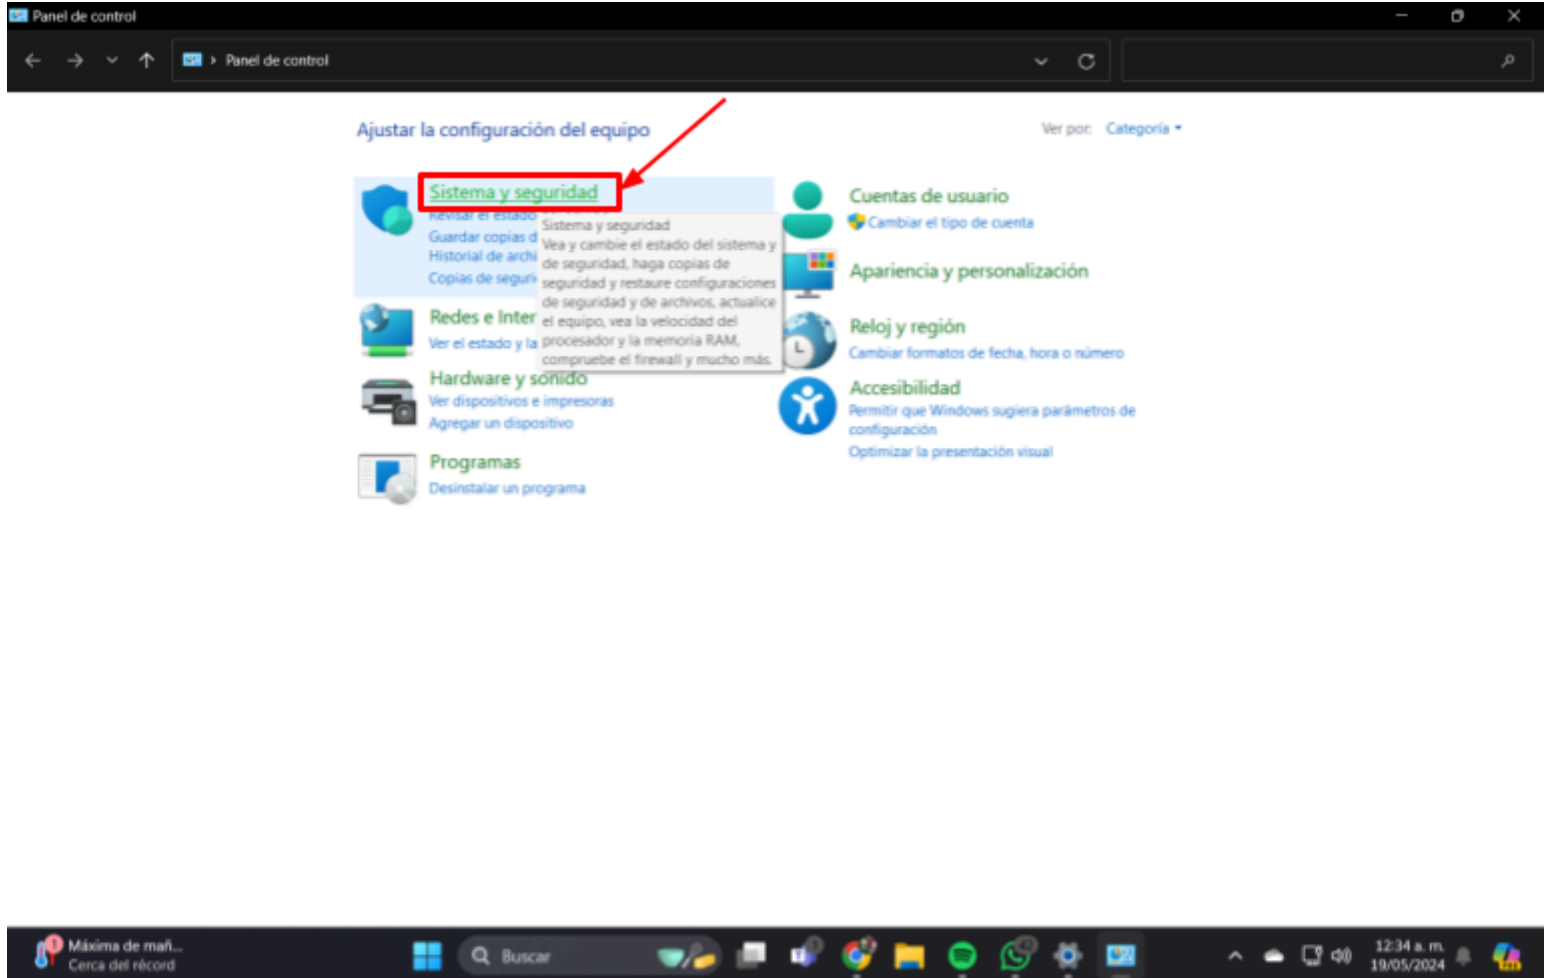 Panel de control
Panel de control
Ajustar la configuración del equipo
Ver por: Categoría
Sistema y seguridad
Revisar el estado
Guardar copias d
Historial de archi
Copias de seguri
Sistema y seguridad
Vea y cambie el estado del sistema y
de seguridad, haga copias de
seguridad y restaure configuraciones
de seguridad y de archivos, actualice
el equipo, vea la velocidad del
procesador y la memoria RAM,
compruebe el firewall y mucho más.
Redes e Inter
Ver el estado y la
Hardware y sonido
Ver dispositivos e impresoras
Agregar un dispositivo
Programas
Desinstalar un programa
Cuentas de usuario
Cambiar el tipo de cuenta
Apariencia y personalización
Reloj y región
Cambiar formatos de fecha, hora o número
Accesibilidad
Permitir que Windows sugiera parámetros de
configuración
Optimizar la presentación visual
1
Máxima de mañ...
Cerca del récord
Buscar
12:34 a. m.
19/05/2024